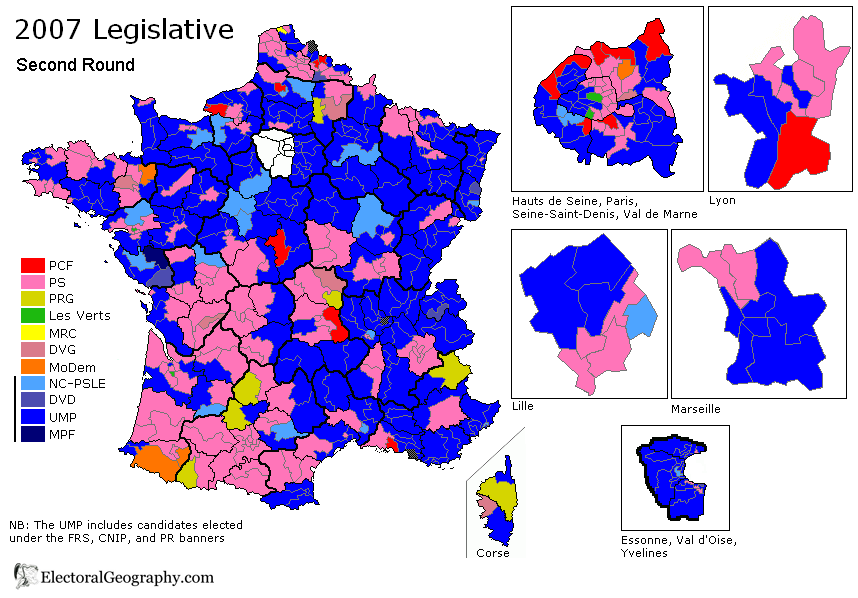 2007 Legislative
Second Round
PCF
PS
PRG
Les Verts
MRC
DVG
MoDem
NC-PSLE
DVD
UMP
MPF
NB: The UMP includes candidates elected
under the FRS, CNIP, and PR banners
ElectoralGeography.com
Hauts de Seine, Paris,
Seine-Saint-Denis, Val de Marne
Lyon
Lille
Marseille
Corse
Essonne, Val d'Oise,
Yvelines